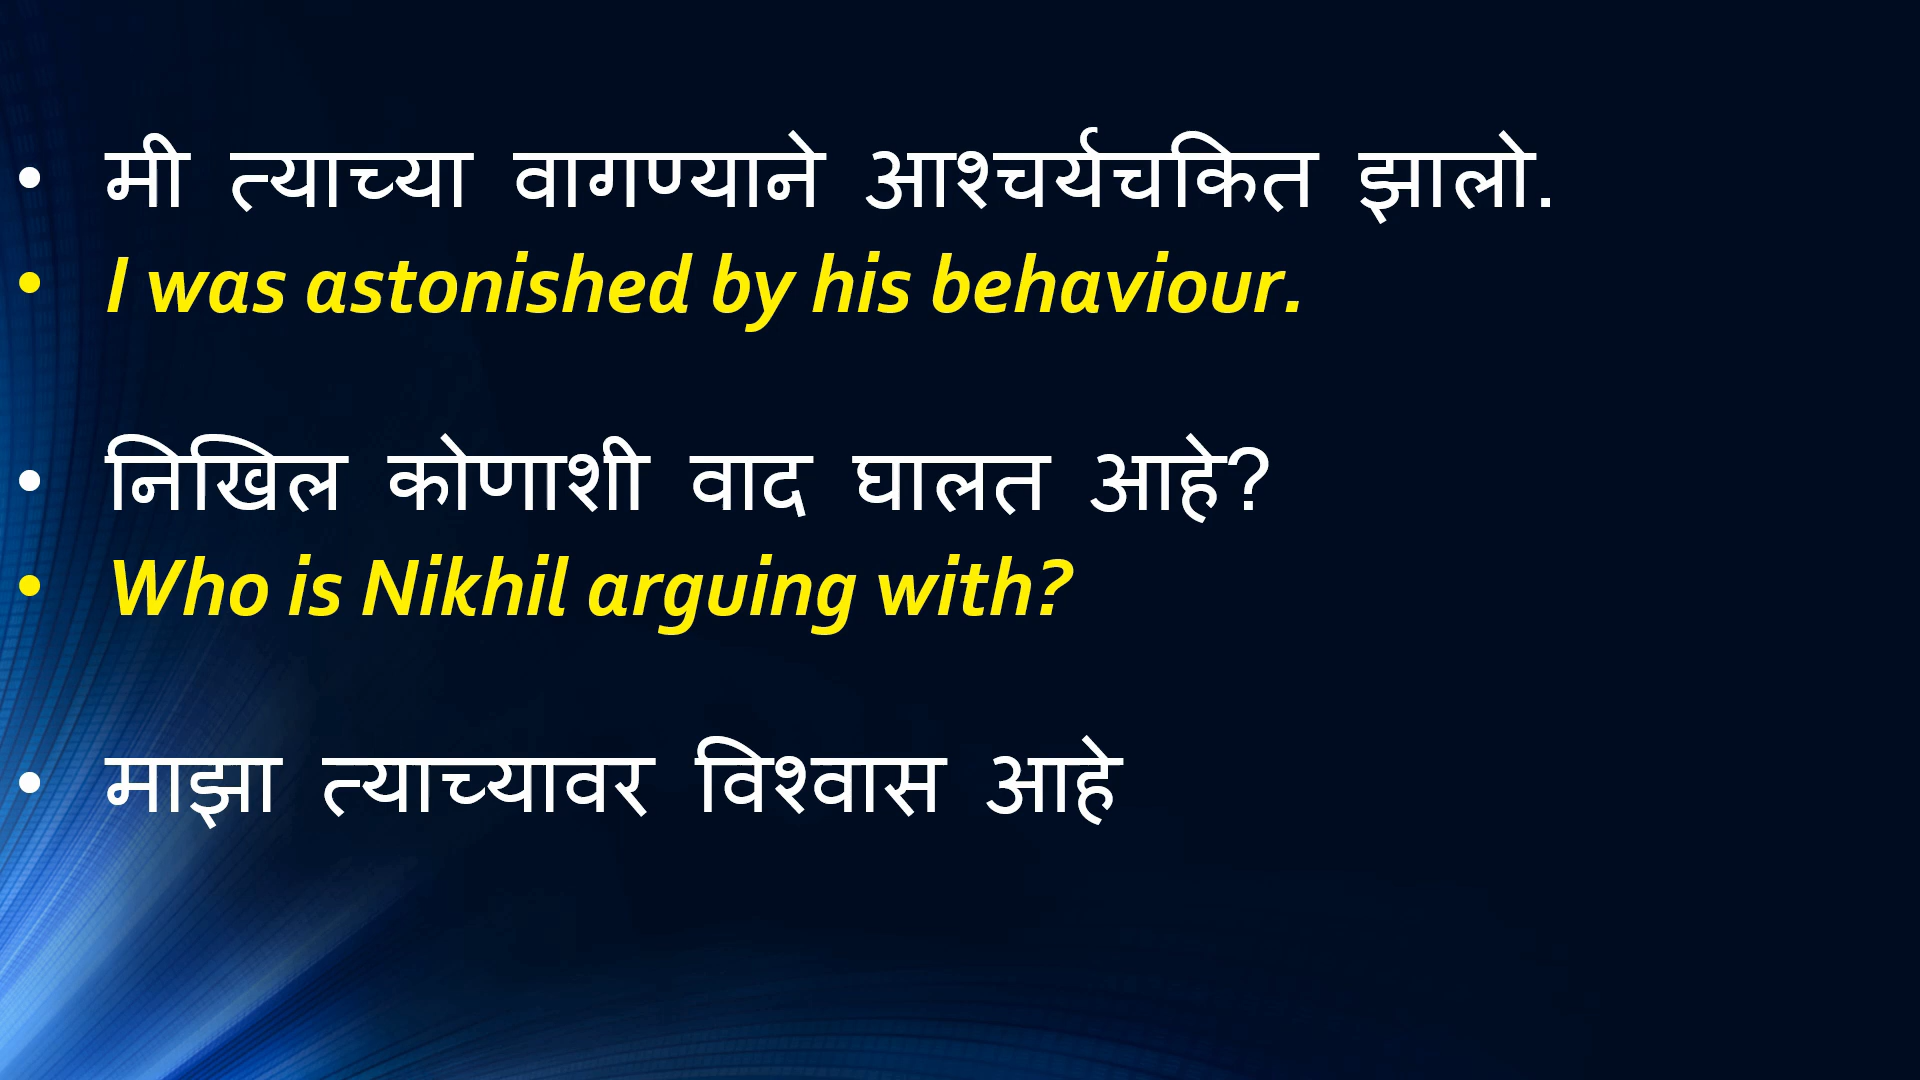 • मी त्याच्या वागण्याने आश्चर्यचकित झालो.
• I was astonished by his behaviour.
• निखिल कोणाशी वाद घालत आहे?
• Who is Nikhil arguing with?
• माझा त्याच्यावर विश्वास आहे